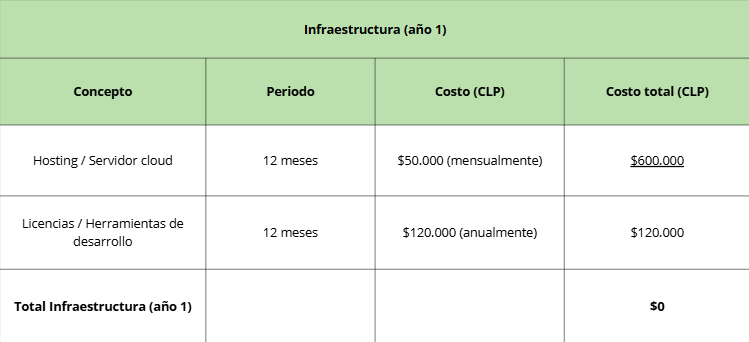 Infraestructura (año 1)
Concepto Periodo Costo (CLP) Costo total (CLP)
Hosting / Servidor cloud 12 meses $50.000 (mensualmente) $600.000
Licencias / Herramientas de
desarrollo 12 meses $120.000 (anualmente) $120.000
Total Infraestructura (año 1) $0